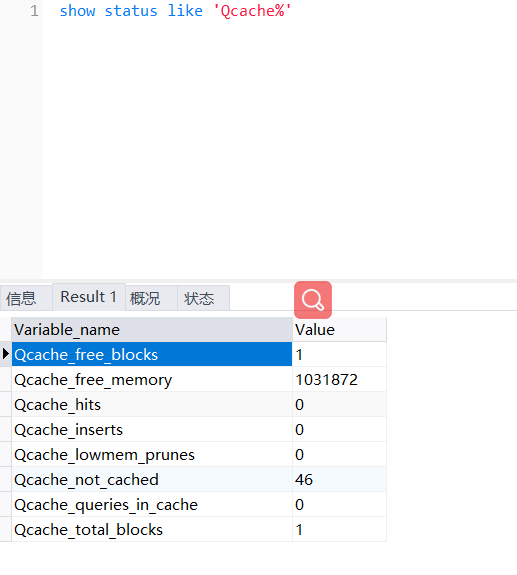 1 show status like 'Qcache%'
信息 Result 1 概况 状态
Variable_name Value
Qcache_free_blocks 1
Qcache_free_memory 1031872
Qcache_hits 0
Qcache_inserts 0
Qcache_lowmem_prunes 0
Qcache_not_cached 46
Qcache_queries_in_cache 0
Qcache_total_blocks 1